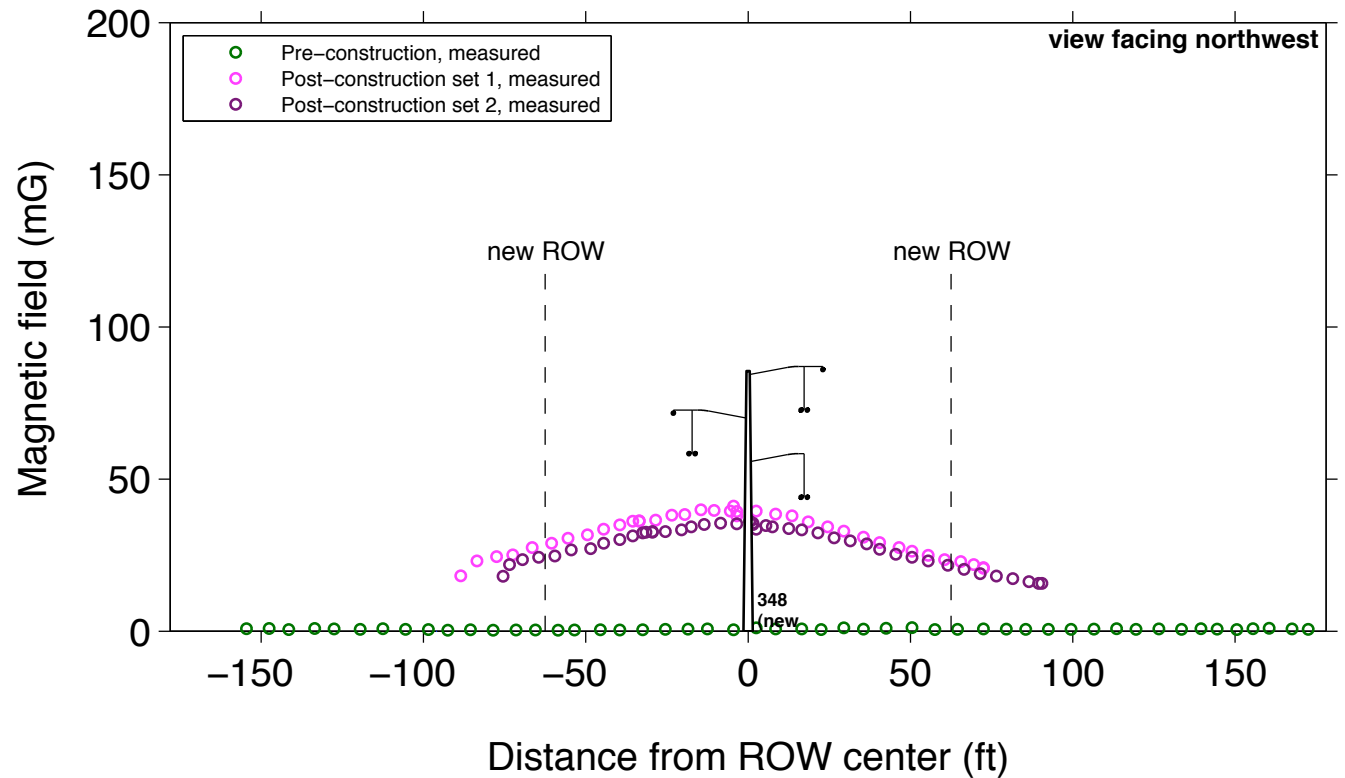 200
view facing northwest
Pre−construction, measured
Post−construction set 1, measured
Post−construction set 2, measured
150
new ROW
new ROW
100
50
348
(new
0
−150
−100
−50
0
50
100
150
Magnetic field (mG)
Distance from ROW center (ft)